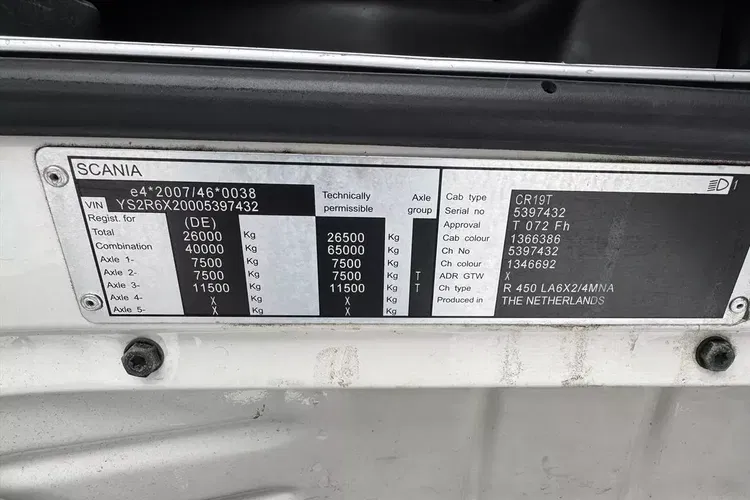 SCANIA
e4*2007/46*0038
VIN YS2R6X20005397432
Technically permissible
Axle group
Regist. for (DE)
Total 26000 Kg 26500 Kg
Combination 40000 Kg 65000 Kg
Axle 1- 7500 Kg 7500 Kg
Axle 2- 7500 Kg 7500 Kg T
Axle 3- 11500 Kg 11500 Kg T
Axle 4- X Kg X Kg
Axle 5- X Kg X Kg
1
Cab type CR19T
Serial no 5397432
Approval T 072 Fh
Cab colour 1366386
Ch No 5397432
Ch colour 1346692
ADR GTW X
Ch type R 450 LA6X2/4MNA
Produced in THE NETHERLANDS